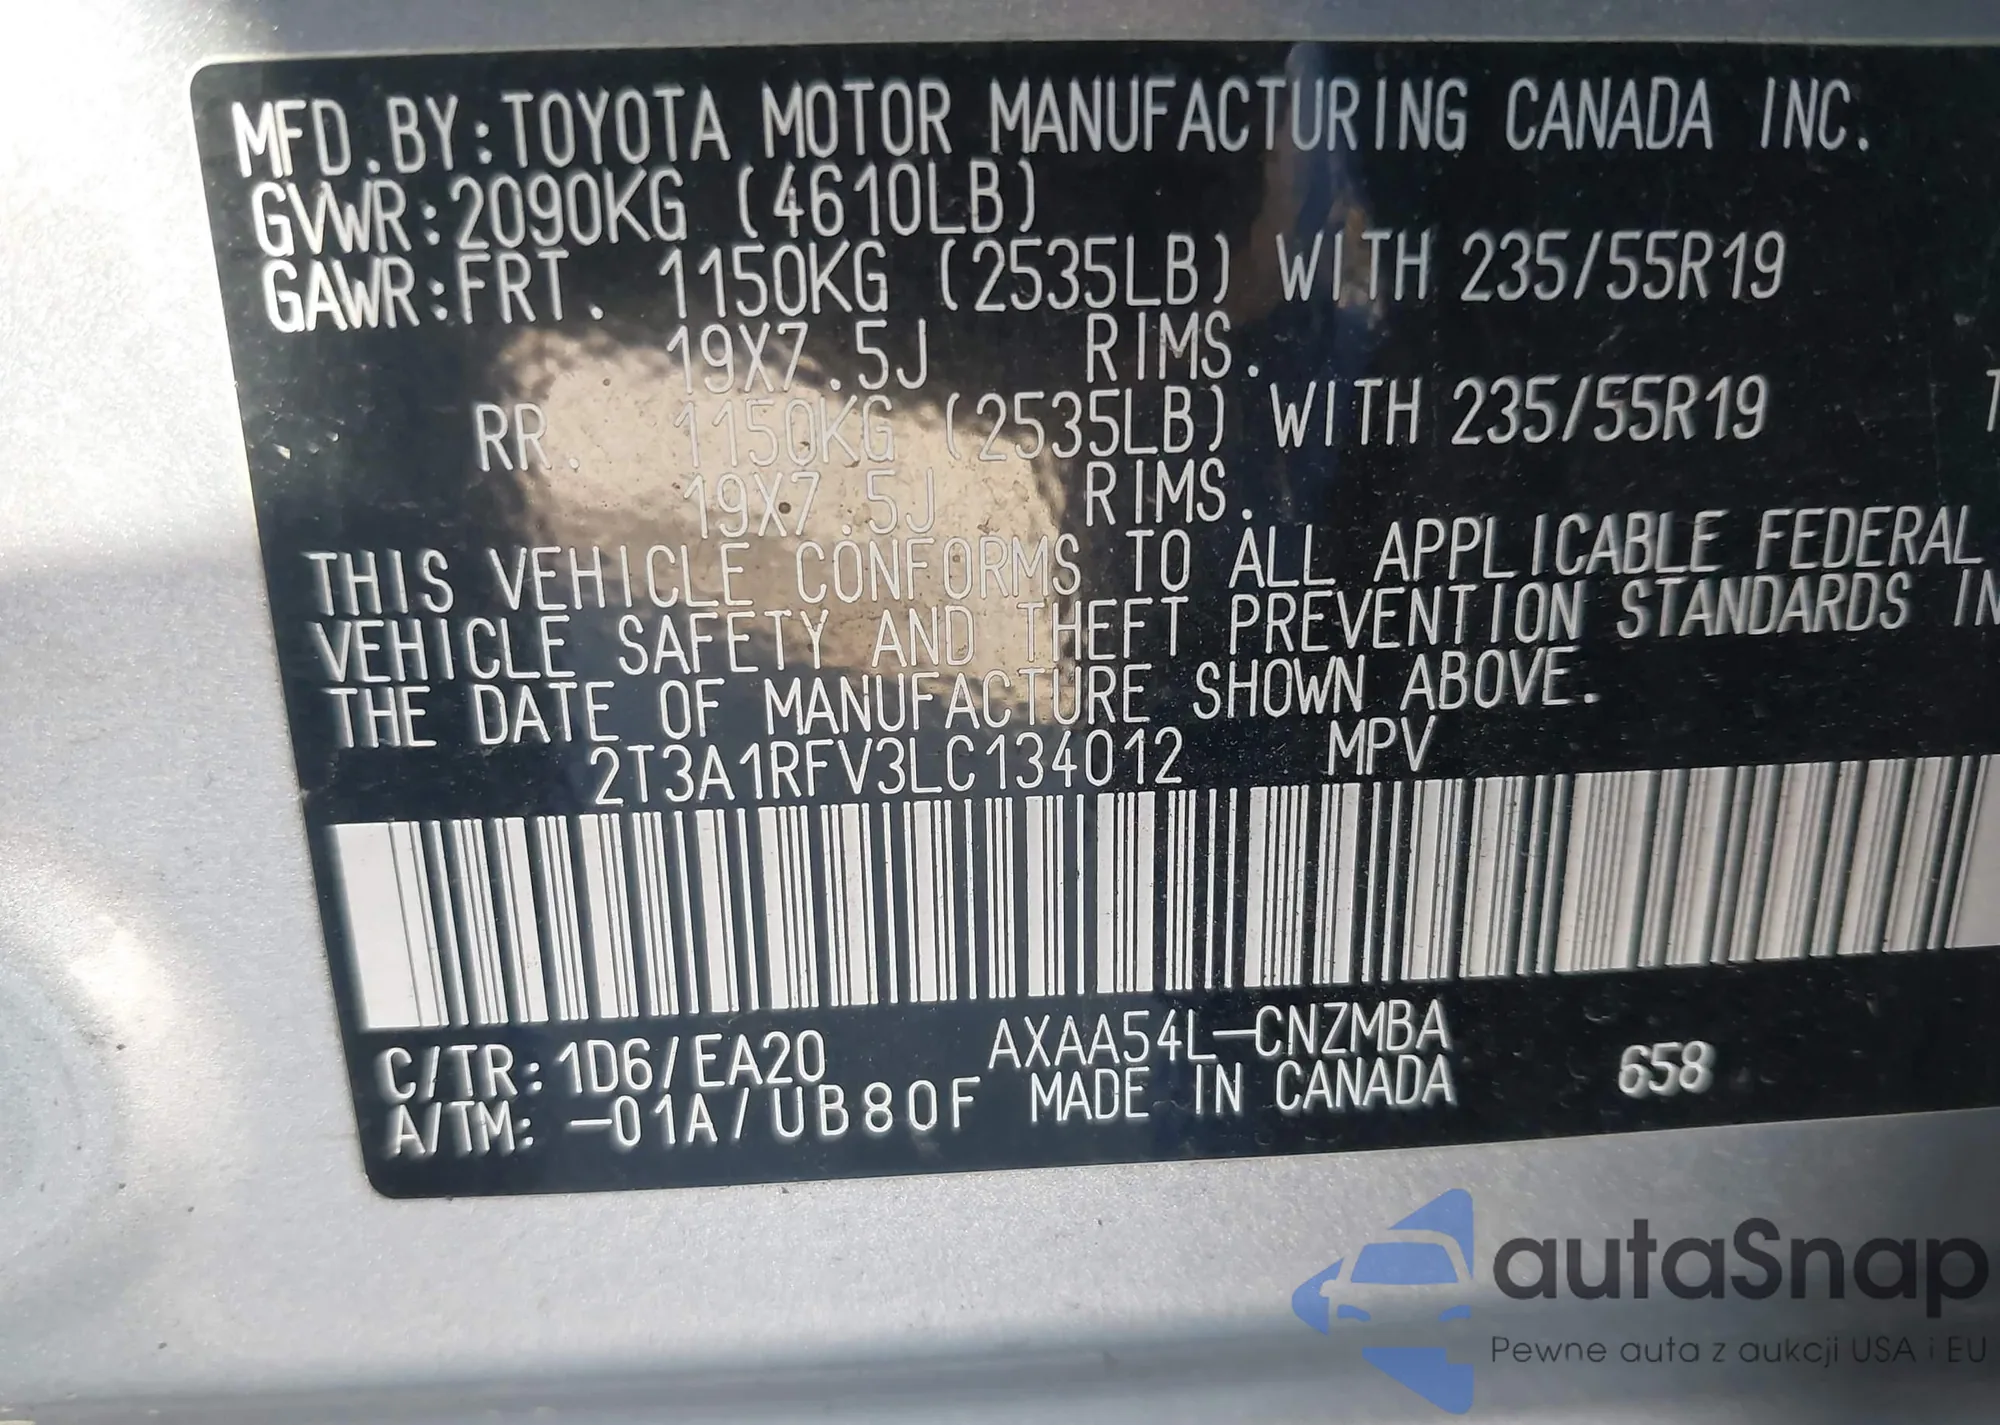 MFD.BY:TOYOTA MOTOR MANUFACTURING CANADA INC.
GVWR:2090KG (4610LB)
GAWR:FRT. 1150KG (2535LB) WITH 235/55R19
19X7.5J RIMS.
RR. 1150KG (2535LB) WITH 235/55R19
19X7.5J RIMS.
THIS VEHICLE CONFORMS TO ALL APPLICABLE FEDERAL
VEHICLE SAFETY AND THEFT PREVENTION STANDARDS IN
THE DATE OF MANUFACTURE SHOWN ABOVE.
2T3A1RFV3LC134012 MPV
C/TR:1D6/EA20 AXAA54L-CNZMBA
A/TM:-01A/UB80F MADE IN CANADA 658
autaSnap
Pewne auta z aukcji USA i EU